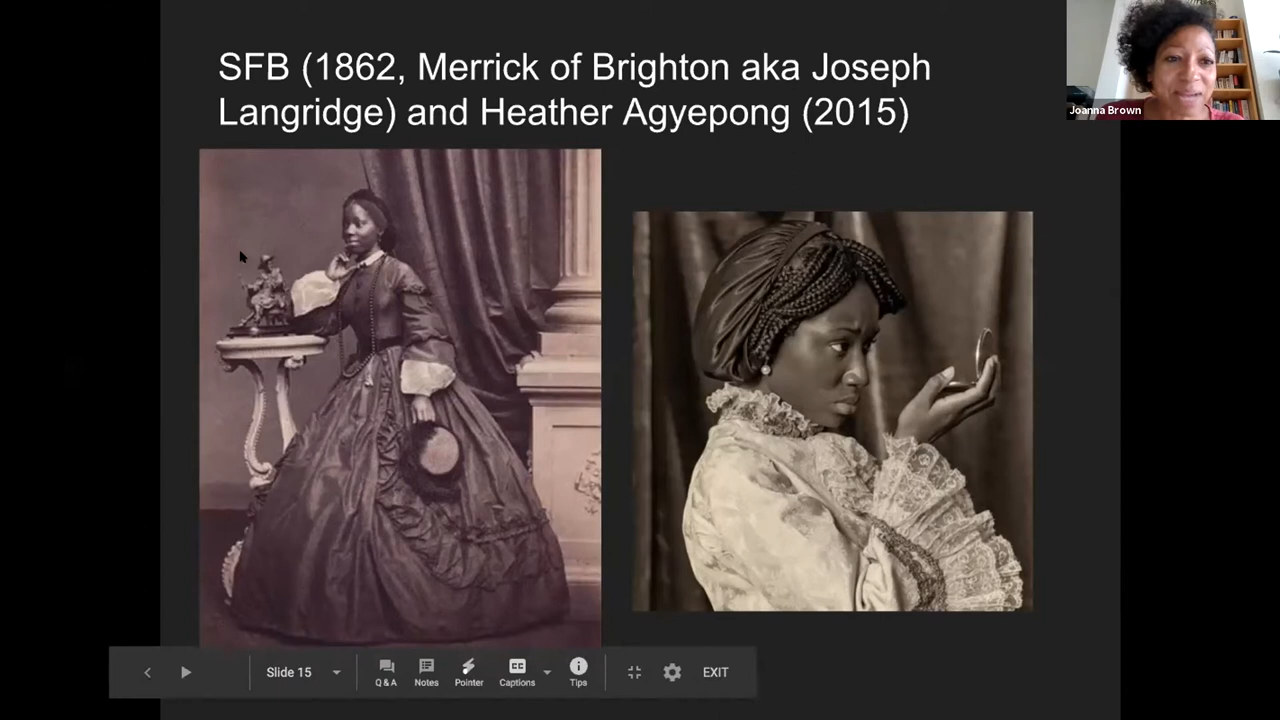 SFB (1862, Merrick of Brighton aka Joseph
Langridge) and Heather Agyepong (2015)
Joanna Brown
Slide 15
Q & A
Notes
Pointer
Captions
Tips
EXIT